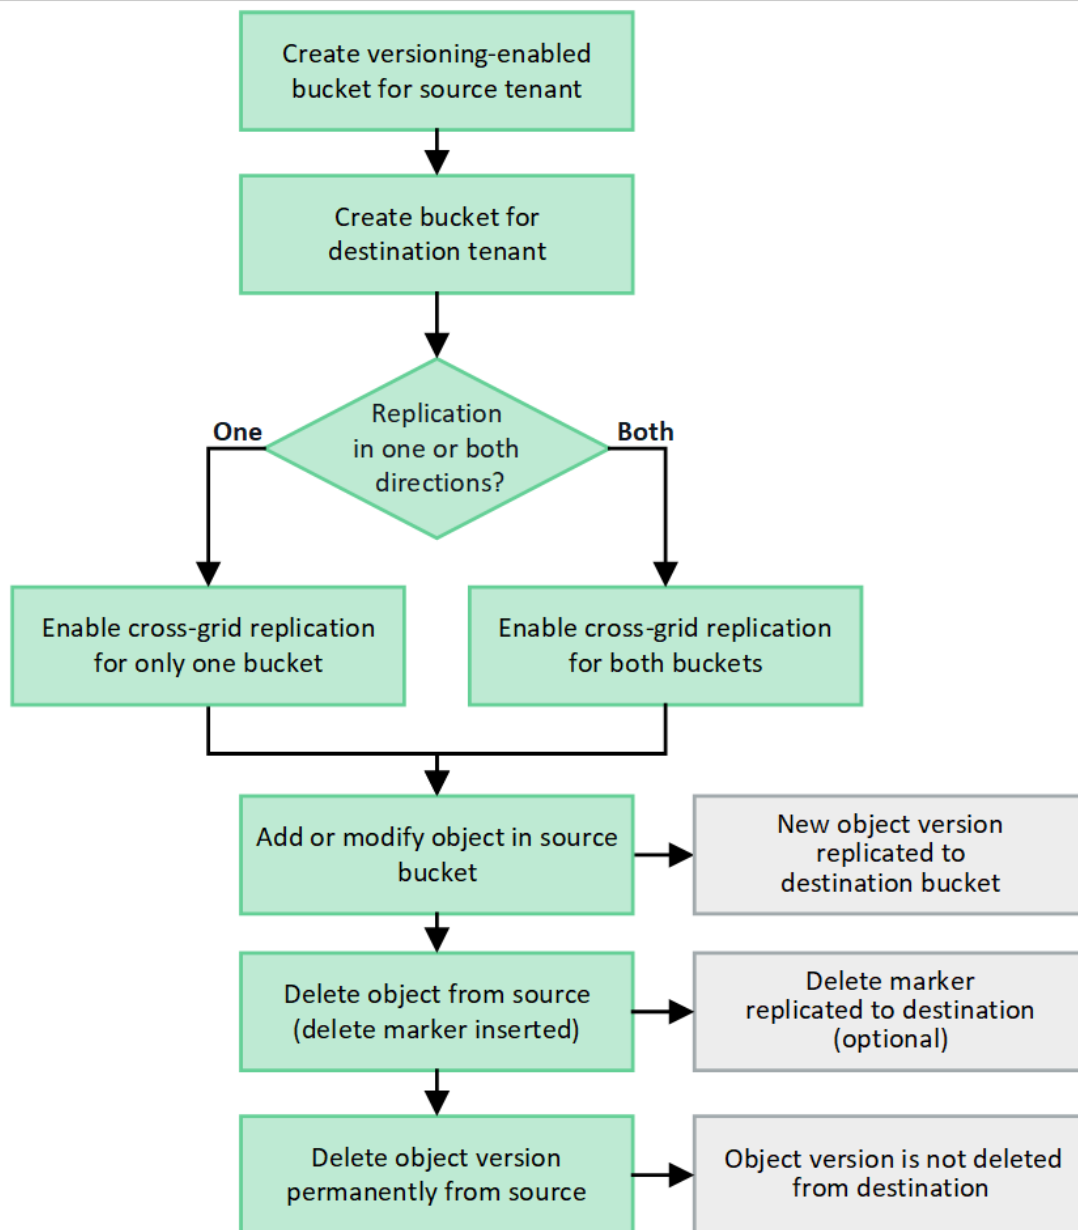 Create versioning-enabled
bucket for source tenant
Create bucket for
destination tenant
Replication
in one or both
directions?
One
Both
Enable cross-grid replication
for only one bucket
Enable cross-grid replication
for both buckets
Add or modify object in source
bucket
New object version
replicated to
destination bucket
Delete object from source
(delete marker inserted)
Delete marker
replicated to destination
(optional)
Delete object version
permanently from source
Object version is not deleted
from destination